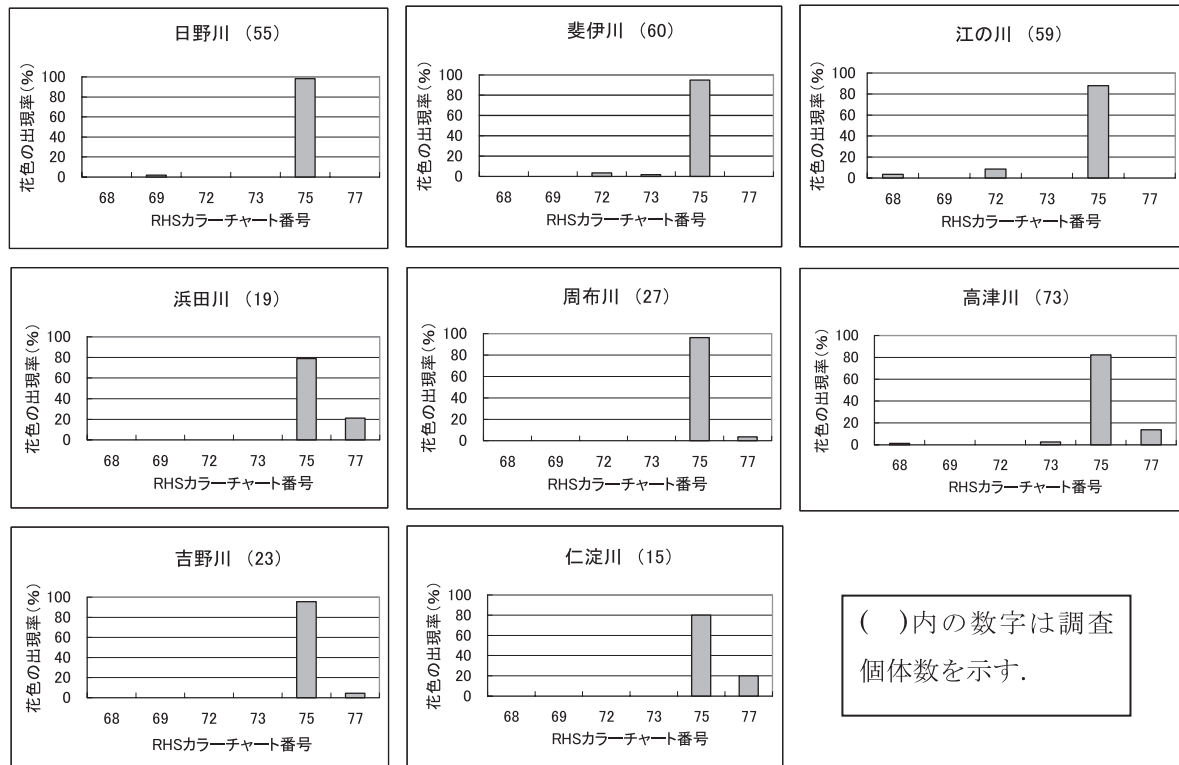 日野川 (55)
花色の出現率(%)
100
80
60
40
20
0
68 69 72 73 75 77
RHSカラーチャート番号
斐伊川 (60)
花色の出現率(%)
100
80
60
40
20
0
68 69 72 73 75 77
RHSカラーチャート番号
江の川 (59)
花色の出現率(%)
100
80
60
40
20
0
68 69 72 73 75 77
RHSカラーチャート番号
浜田川 (19)
花色の出現率(%)
100
80
60
40
20
0
68 69 72 73 75 77
RHSカラーチャート番号
周布川 (27)
花色の出現率(%)
100
80
60
40
20
0
68 69 72 73 75 77
RHSカラーチャート番号
高津川 (73)
花色の出現率(%)
100
80
60
40
20
0
68 69 72 73 75 77
RHSカラーチャート番号
吉野川 (23)
花色の出現率(%)
100
80
60
40
20
0
68 69 72 73 75 77
RHSカラーチャート番号
仁淀川 (15)
花色の出現率(%)
100
80
60
40
20
0
68 69 72 73 75 77
RHSカラーチャート番号
( )内の数字は調査
個体数を示す.